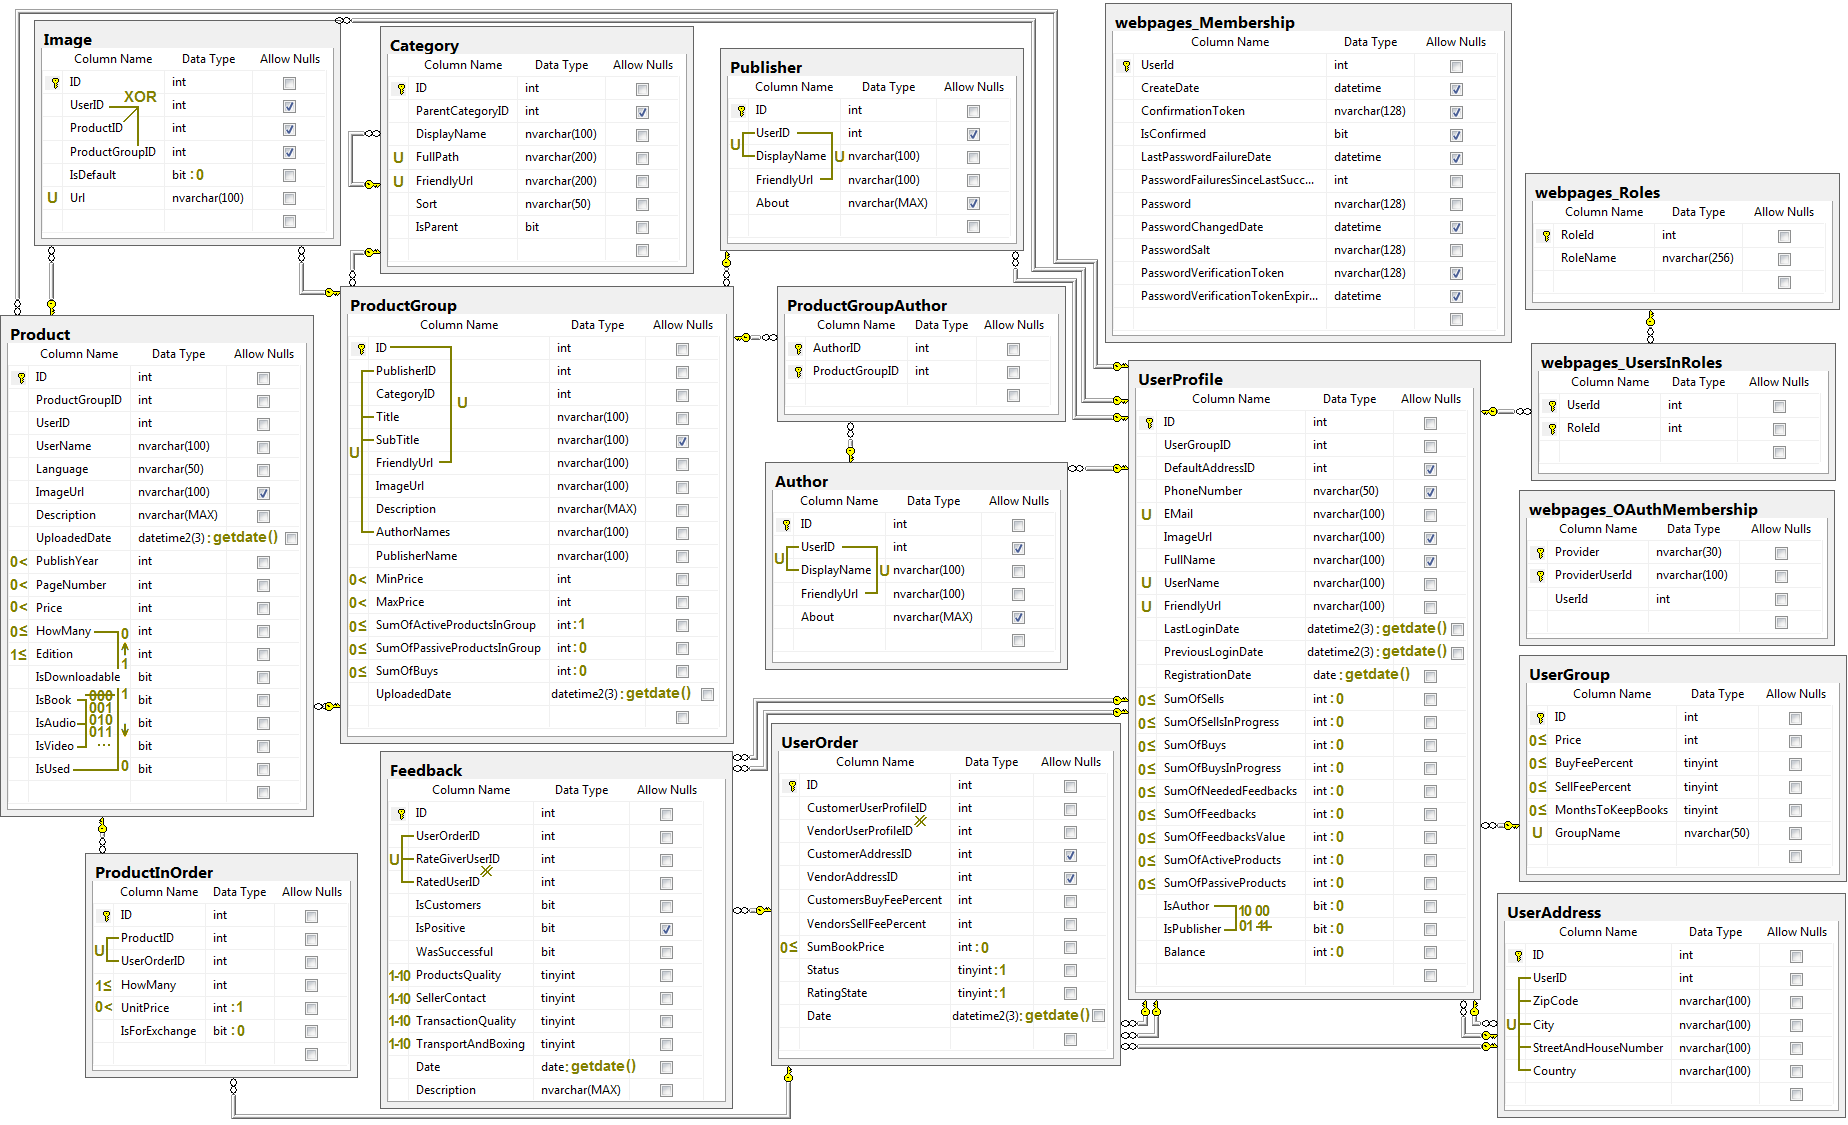 Image
Column Name Data Type Allow Nulls
ID int
UserID int
XOR
ProductID int
ProductGroupID int
IsDefault bit : 0
U Url nvarchar(100)
Category
Column Name Data Type Allow Nulls
ID int
ParentCategoryID int
DisplayName nvarchar(100)
U FullPath nvarchar(200)
U FriendlyUrl nvarchar(200)
Sort nvarchar(50)
IsParent bit
Publisher
Column Name Data Type Allow Nulls
ID int
UserID int
U DisplayName U nvarchar(100)
FriendlyUrl nvarchar(100)
About nvarchar(MAX)
webpages_Membership
Column Name Data Type Allow Nulls
UserId int
CreateDate datetime
ConfirmationToken nvarchar(128)
IsConfirmed bit
LastPasswordFailureDate datetime
PasswordFailuresSinceLastSucc... int
Password nvarchar(128)
PasswordChangedDate datetime
PasswordSalt nvarchar(128)
PasswordVerificationToken nvarchar(128)
PasswordVerificationTokenExpir... datetime
webpages_Roles
Column Name Data Type Allow Nulls
RoleId int
RoleName nvarchar(256)
Product
Column Name Data Type Allow Nulls
ID int
ProductGroupID int
UserID int
UserName nvarchar(100)
Language nvarchar(50)
ImageUrl nvarchar(100)
Description nvarchar(MAX)
UploadedDate datetime2(3) : getdate()
0< PublishYear int
0< PageNumber int
0< Price int
0≤ HowMany 0 int
1≤ Edition 1 int
IsDownloadable bit
IsBook 000 1 bit
001
IsAudio 010 bit
011
IsVideo ... bit
IsUsed 0 bit
ProductGroup
Column Name Data Type Allow Nulls
ID int
PublisherID int
CategoryID int
U
Title nvarchar(100)
SubTitle nvarchar(100)
U
FriendlyUrl nvarchar(100)
ImageUrl nvarchar(100)
Description nvarchar(MAX)
AuthorNames nvarchar(100)
PublisherName nvarchar(100)
0< MinPrice int
0< MaxPrice int
0≤ SumOfActiveProductsInGroup int : 1
0≤ SumOfPassiveProductsInGroup int : 0
0≤ SumOfBuys int : 0
UploadedDate datetime2(3) : getdate()
ProductGroupAuthor
Column Name Data Type Allow Nulls
AuthorID int
ProductGroupID int
Author
Column Name Data Type Allow Nulls
ID int
UserID int
U DisplayName U nvarchar(100)
FriendlyUrl nvarchar(100)
About nvarchar(MAX)
UserProfile
Column Name Data Type Allow Nulls
ID int
UserGroupID int
DefaultAddressID int
PhoneNumber nvarchar(50)
U EMail nvarchar(100)
ImageUrl nvarchar(100)
FullName nvarchar(100)
U UserName nvarchar(100)
U FriendlyUrl nvarchar(100)
LastLoginDate datetime2(3) : getdate()
PreviousLoginDate datetime2(3) : getdate()
RegistrationDate date : getdate()
0≤ SumOfSells int : 0
0≤ SumOfSellsInProgress int : 0
0≤ SumOfBuys int : 0
0≤ SumOfBuysInProgress int : 0
0≤ SumOfNeededFeedbacks int : 0
0≤ SumOfFeedbacks int : 0
0≤ SumOfFeedbacksValue int : 0
0≤ SumOfActiveProducts int : 0
0≤ SumOfPassiveProducts int : 0
IsAuthor 10 00 bit : 0
IsPublisher 01 11 bit : 0
Balance int : 0
webpages_UsersInRoles
Column Name Data Type Allow Nulls
UserId int
RoleId int
webpages_OAuthMembership
Column Name Data Type Allow Nulls
Provider nvarchar(30)
ProviderUserId nvarchar(100)
UserId int
UserGroup
Column Name Data Type Allow Nulls
ID int
0≤ Price int
0≤ BuyFeePercent tinyint
0≤ SellFeePercent tinyint
0≤ MonthsToKeepBooks tinyint
U GroupName nvarchar(50)
UserAddress
Column Name Data Type Allow Nulls
ID int
UserID int
ZipCode nvarchar(100)
U City nvarchar(100)
StreetAndHouseNumber nvarchar(100)
Country nvarchar(100)
ProductInOrder
Column Name Data Type Allow Nulls
ID int
ProductID int
U
UserOrderID int
1≤ HowMany int
0< UnitPrice int : 1
IsForExchange bit : 0
Feedback
Column Name Data Type Allow Nulls
ID int
UserOrderID int
U RateGiverUserID int
RatedUserID int
IsCustomers bit
IsPositive bit
WasSuccessful bit
1-10 ProductsQuality tinyint
1-10 SellerContact tinyint
1-10 TransactionQuality tinyint
1-10 TransportAndBoxing tinyint
Date date : getdate()
Description nvarchar(MAX)
UserOrder
Column Name Data Type Allow Nulls
ID int
CustomerUserProfileID int
VendorUserProfileID int
CustomerAddressID int
VendorAddressID int
CustomersBuyFeePercent int
VendorsSellFeePercent int
0≤ SumBookPrice int : 0
Status tinyint : 1
RatingState tinyint : 1
Date datetime2(3) : getdate()